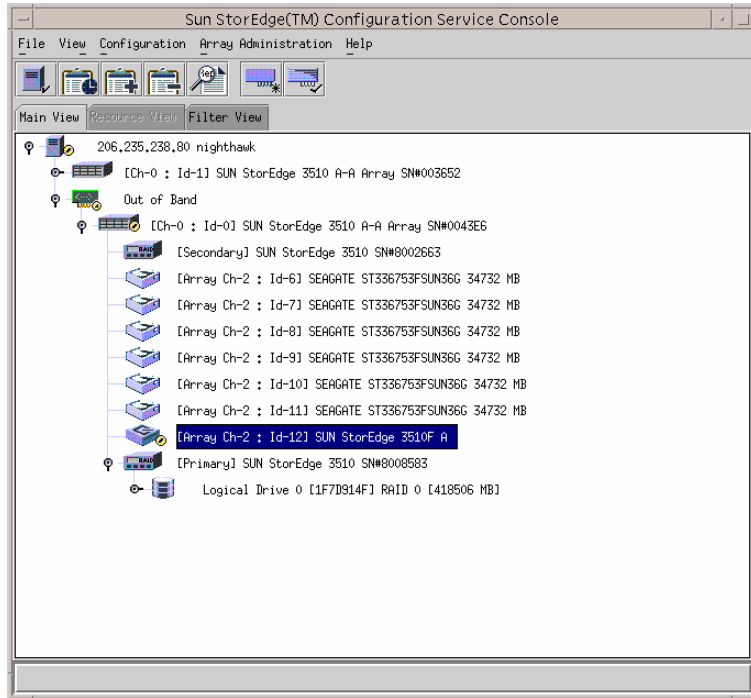 Sun StorEdge(TM) Configuration Service Console
File View Configuration Array Administration Help
Rep
Main View Resource View Filter View
206.235.238.80 nighthawk
[Ch-0 : Id-1] SUN StorEdge 3510 A-A Array SN#003652
Out of Band
[Ch-0 : Id-0] SUN StorEdge 3510 A-A Array SN#0043E6
RAID [Secondary] SUN StorEdge 3510 SN#8002663
[Array Ch-2 : Id-6] SEAGATE ST336753FSUN36G 34732 MB
[Array Ch-2 : Id-7] SEAGATE ST336753FSUN36G 34732 MB
[Array Ch-2 : Id-8] SEAGATE ST336753FSUN36G 34732 MB
[Array Ch-2 : Id-9] SEAGATE ST336753FSUN36G 34732 MB
[Array Ch-2 : Id-10] SEAGATE ST336753FSUN36G 34732 MB
[Array Ch-2 : Id-11] SEAGATE ST336753FSUN36G 34732 MB
[Array Ch-2 : Id-12] SUN StorEdge 3510F A
RAID [Primary] SUN StorEdge 3510 SN#8008583
Logical Drive 0 [1F7D914F] RAID 0 [418506 MB]